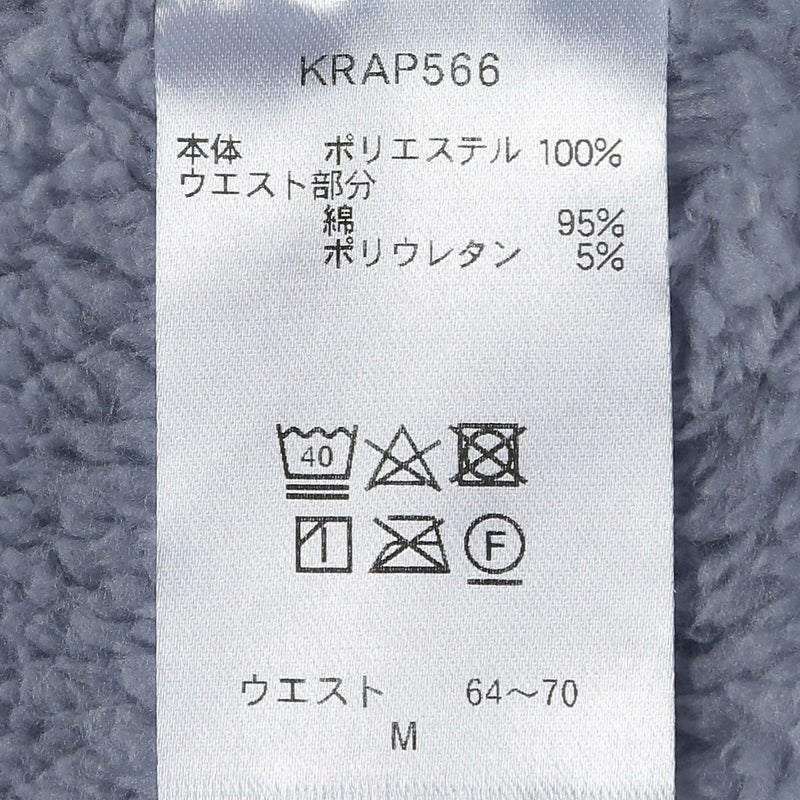 KRAP566
本体 ポリエステル 100%
ウエスト部分
綿 95%
ポリウレタン 5%
40
F
ウエスト 64～70
M